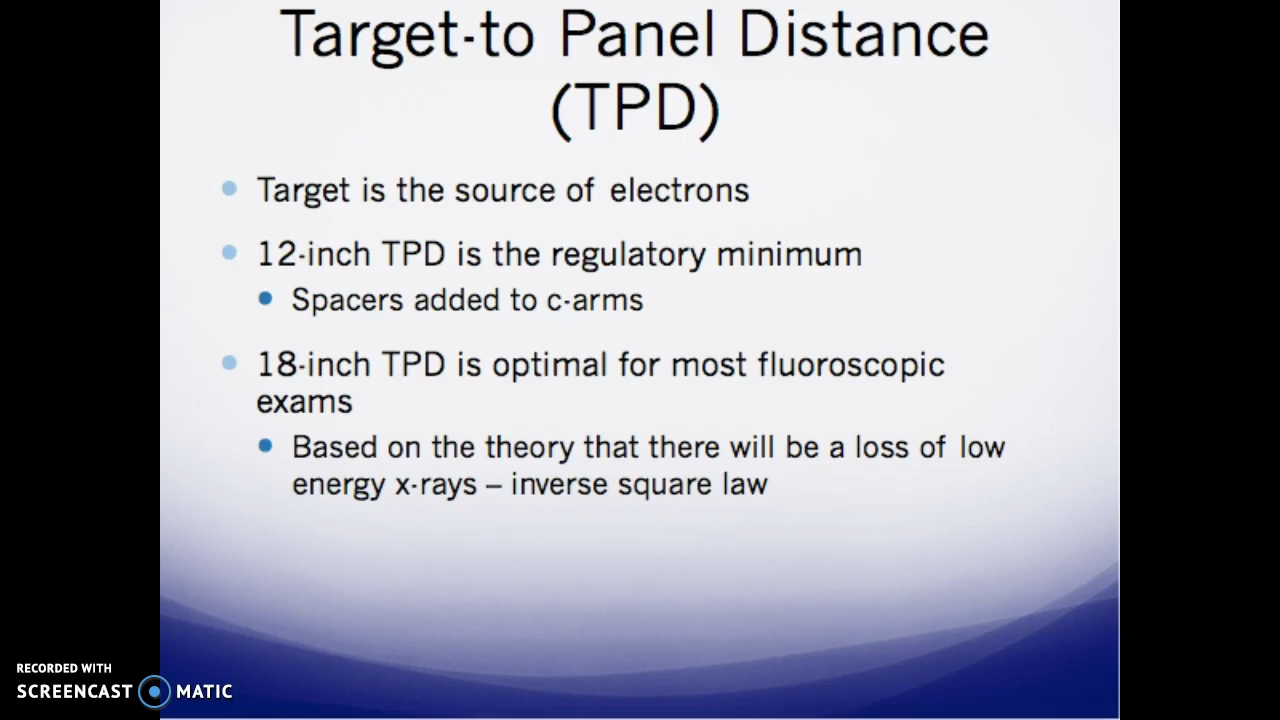 Target-to Panel Distance
(TPD)
Target is the source of electrons
12-inch TPD is the regulatory minimum
Spacers added to c-arms
18-inch TPD is optimal for most fluoroscopic
exams
Based on the theory that there will be a loss of low
energy x-rays – inverse square law
RECORDED WITH
SCREENCAST MATIC